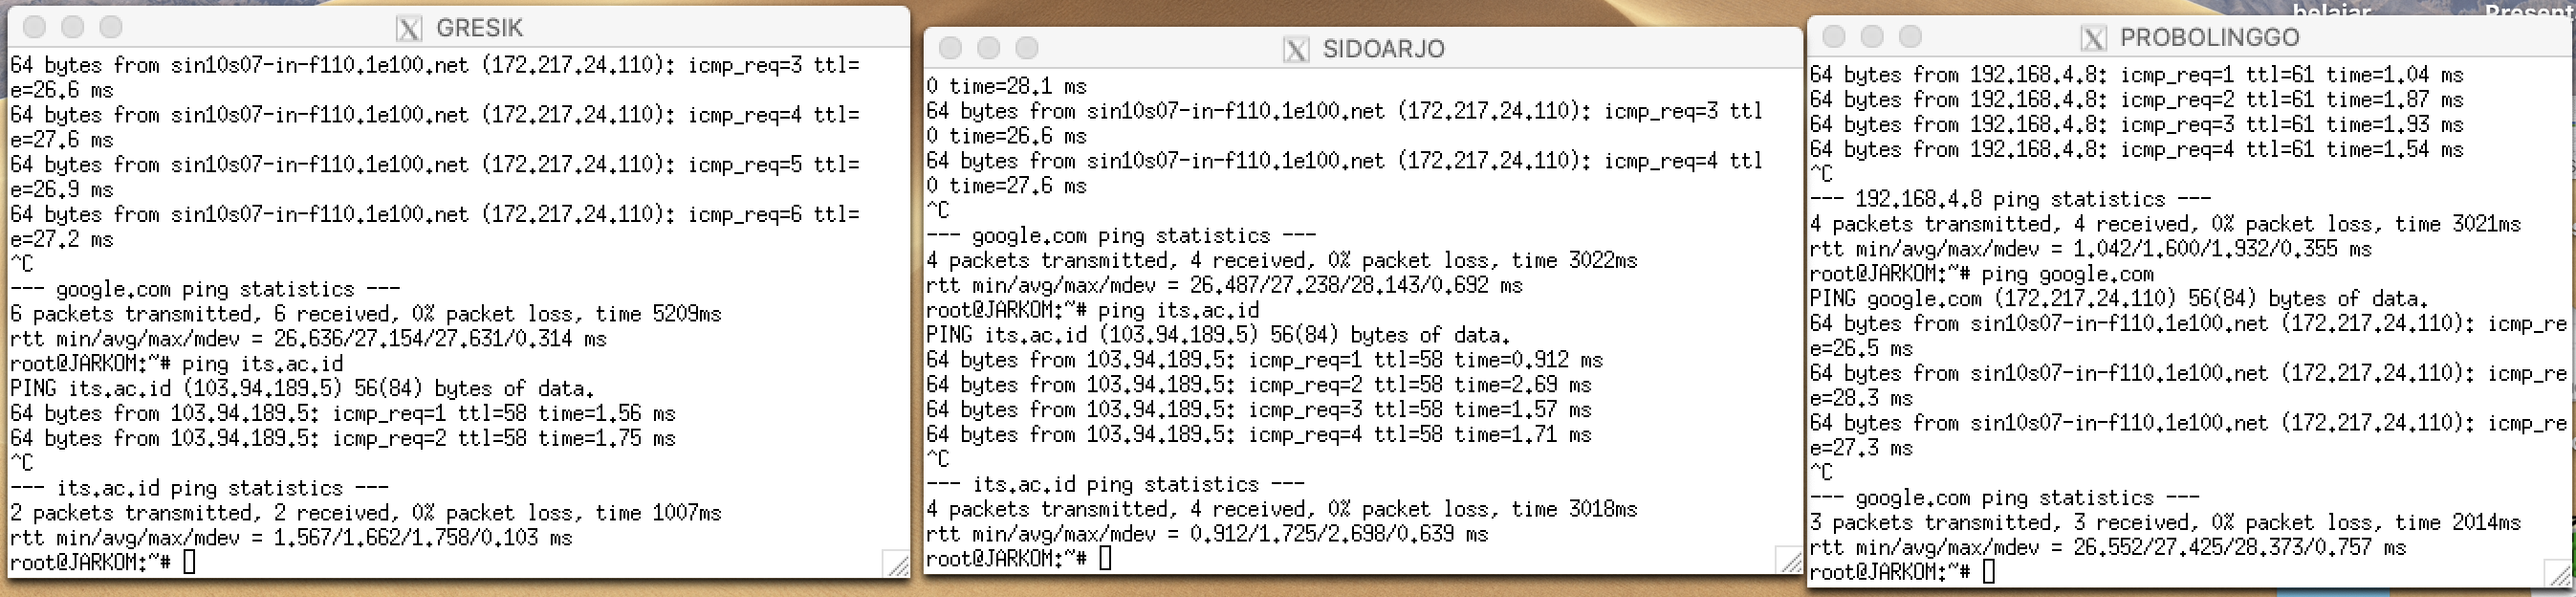 GRESIK
64 bytes from sin10s07-in-f110.1e100.net (172.217.24.110): icmp_req=3 ttl=
e=26.6 ms
64 bytes from sin10s07-in-f110.1e100.net (172.217.24.110): icmp_req=4 ttl=
e=27.6 ms
64 bytes from sin10s07-in-f110.1e100.net (172.217.24.110): icmp_req=5 ttl=
e=26.9 ms
64 bytes from sin10s07-in-f110.1e100.net (172.217.24.110): icmp_req=6 ttl=
e=27.2 ms
^C
--- google.com ping statistics ---
6 packets transmitted, 6 received, 0% packet loss, time 5209ms
rtt min/avg/max/mdev = 26.636/27.154/27.631/0.314 ms
root@JARKOM:~# ping its.ac.id
PING its.ac.id (103.94.189.5) 56(84) bytes of data.
64 bytes from 103.94.189.5: icmp_req=1 ttl=58 time=1.56 ms
64 bytes from 103.94.189.5: icmp_req=2 ttl=58 time=1.75 ms
^C
--- its.ac.id ping statistics ---
2 packets transmitted, 2 received, 0% packet loss, time 1007ms
rtt min/avg/max/mdev = 1.567/1.662/1.758/0.103 ms
root@JARKOM:~#
SIDOARJO
0 time=28.1 ms
64 bytes from sin10s07-in-f110.1e100.net (172.217.24.110): icmp_req=3 ttl
0 time=26.6 ms
64 bytes from sin10s07-in-f110.1e100.net (172.217.24.110): icmp_req=4 ttl
0 time=27.6 ms
^C
--- google.com ping statistics ---
4 packets transmitted, 4 received, 0% packet loss, time 3022ms
rtt min/avg/max/mdev = 26.487/27.238/28.143/0.692 ms
root@JARKOM:~# ping its.ac.id
PING its.ac.id (103.94.189.5) 56(84) bytes of data.
64 bytes from 103.94.189.5: icmp_req=1 ttl=58 time=0.912 ms
64 bytes from 103.94.189.5: icmp_req=2 ttl=58 time=2.69 ms
64 bytes from 103.94.189.5: icmp_req=3 ttl=58 time=1.57 ms
64 bytes from 103.94.189.5: icmp_req=4 ttl=58 time=1.71 ms
^C
--- its.ac.id ping statistics ---
4 packets transmitted, 4 received, 0% packet loss, time 3018ms
rtt min/avg/max/mdev = 0.912/1.725/2.698/0.639 ms
root@JARKOM:~#
belajar
Present
PROBOLINGGO
64 bytes from 192.168.4.8: icmp_req=1 ttl=61 time=1.04 ms
64 bytes from 192.168.4.8: icmp_req=2 ttl=61 time=1.87 ms
64 bytes from 192.168.4.8: icmp_req=3 ttl=61 time=1.93 ms
64 bytes from 192.168.4.8: icmp_req=4 ttl=61 time=1.54 ms
^C
--- 192.168.4.8 ping statistics ---
4 packets transmitted, 4 received, 0% packet loss, time 3021ms
rtt min/avg/max/mdev = 1.042/1.600/1.932/0.355 ms
root@JARKOM:~# ping google.com
PING google.com (172.217.24.110) 56(84) bytes of data.
64 bytes from sin10s07-in-f110.1e100.net (172.217.24.110): icmp_re
e=26.5 ms
64 bytes from sin10s07-in-f110.1e100.net (172.217.24.110): icmp_re
e=28.3 ms
64 bytes from sin10s07-in-f110.1e100.net (172.217.24.110): icmp_re
e=27.3 ms
^C
--- google.com ping statistics ---
3 packets transmitted, 3 received, 0% packet loss, time 2014ms
rtt min/avg/max/mdev = 26.552/27.425/28.373/0.757 ms
root@JARKOM:~#